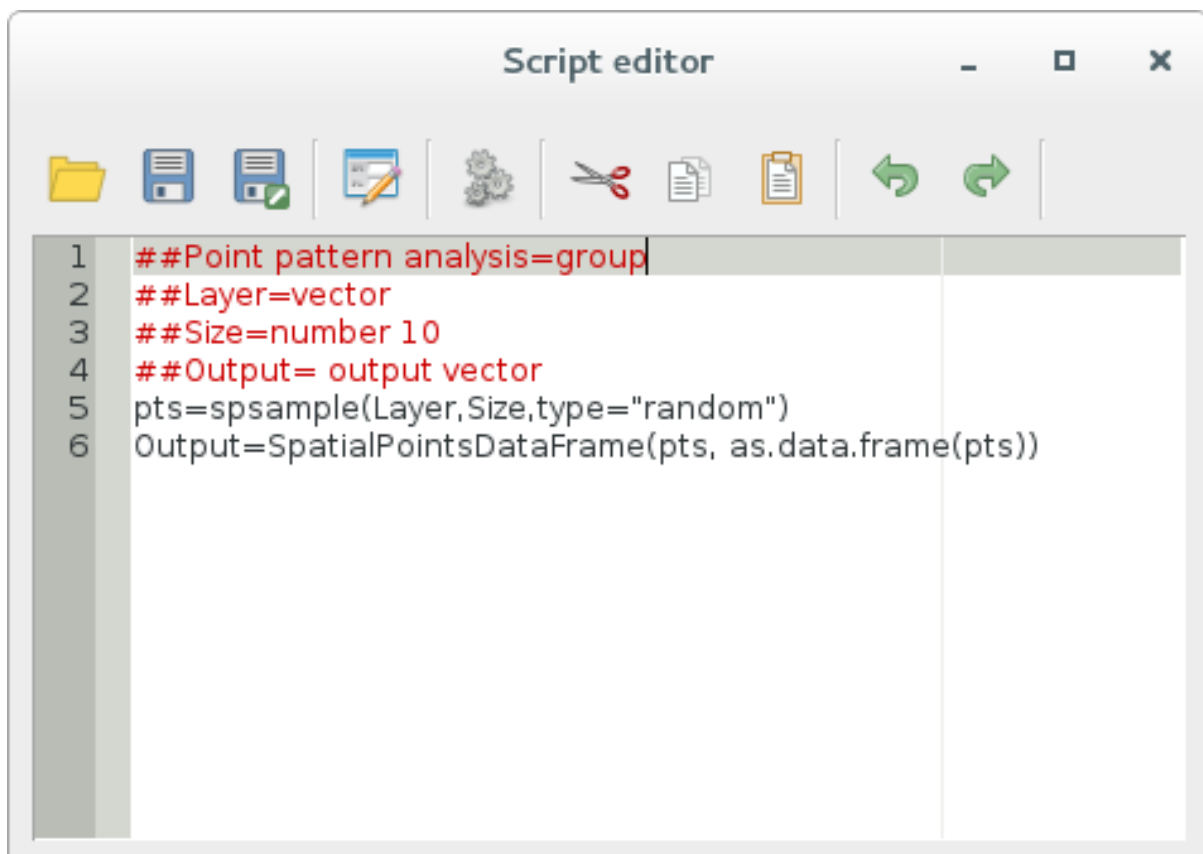 Script editor
1 ##Point pattern analysis=group
2 ##Layer=vector
3 ##Size=number 10
4 ##Output= output vector
5 pts=spsample(Layer,Size,type="random")
6 Output=SpatialPointsDataFrame(pts, as.data.frame(pts))